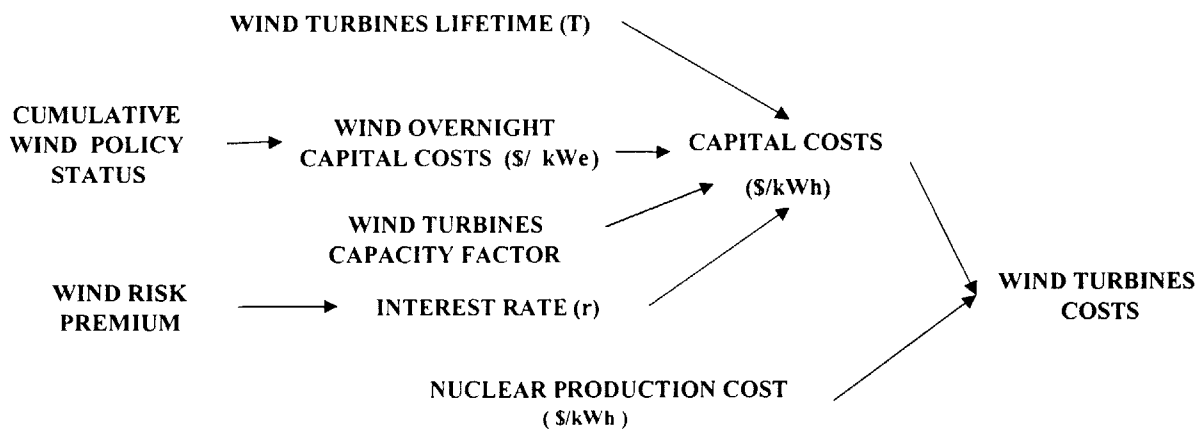 WIND TURBINES LIFETIME (T)
CUMULATIVE
WIND POLICY
STATUS
WIND OVERNIGHT
CAPITAL COSTS ($/ kWe)
CAPITAL COSTS
($/kWh)
WIND TURBINES
CAPACITY FACTOR
WIND RISK
PREMIUM
INTEREST RATE (r)
WIND TURBINES
COSTS
NUCLEAR PRODUCTION COST
( $/kWh )